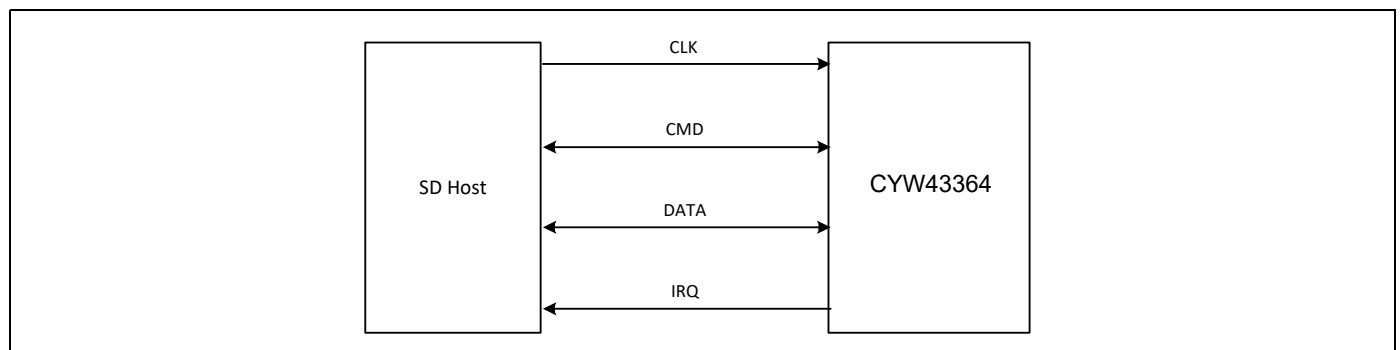 CLK
CMD
SD Host
CYW43364
DATA
IRQ